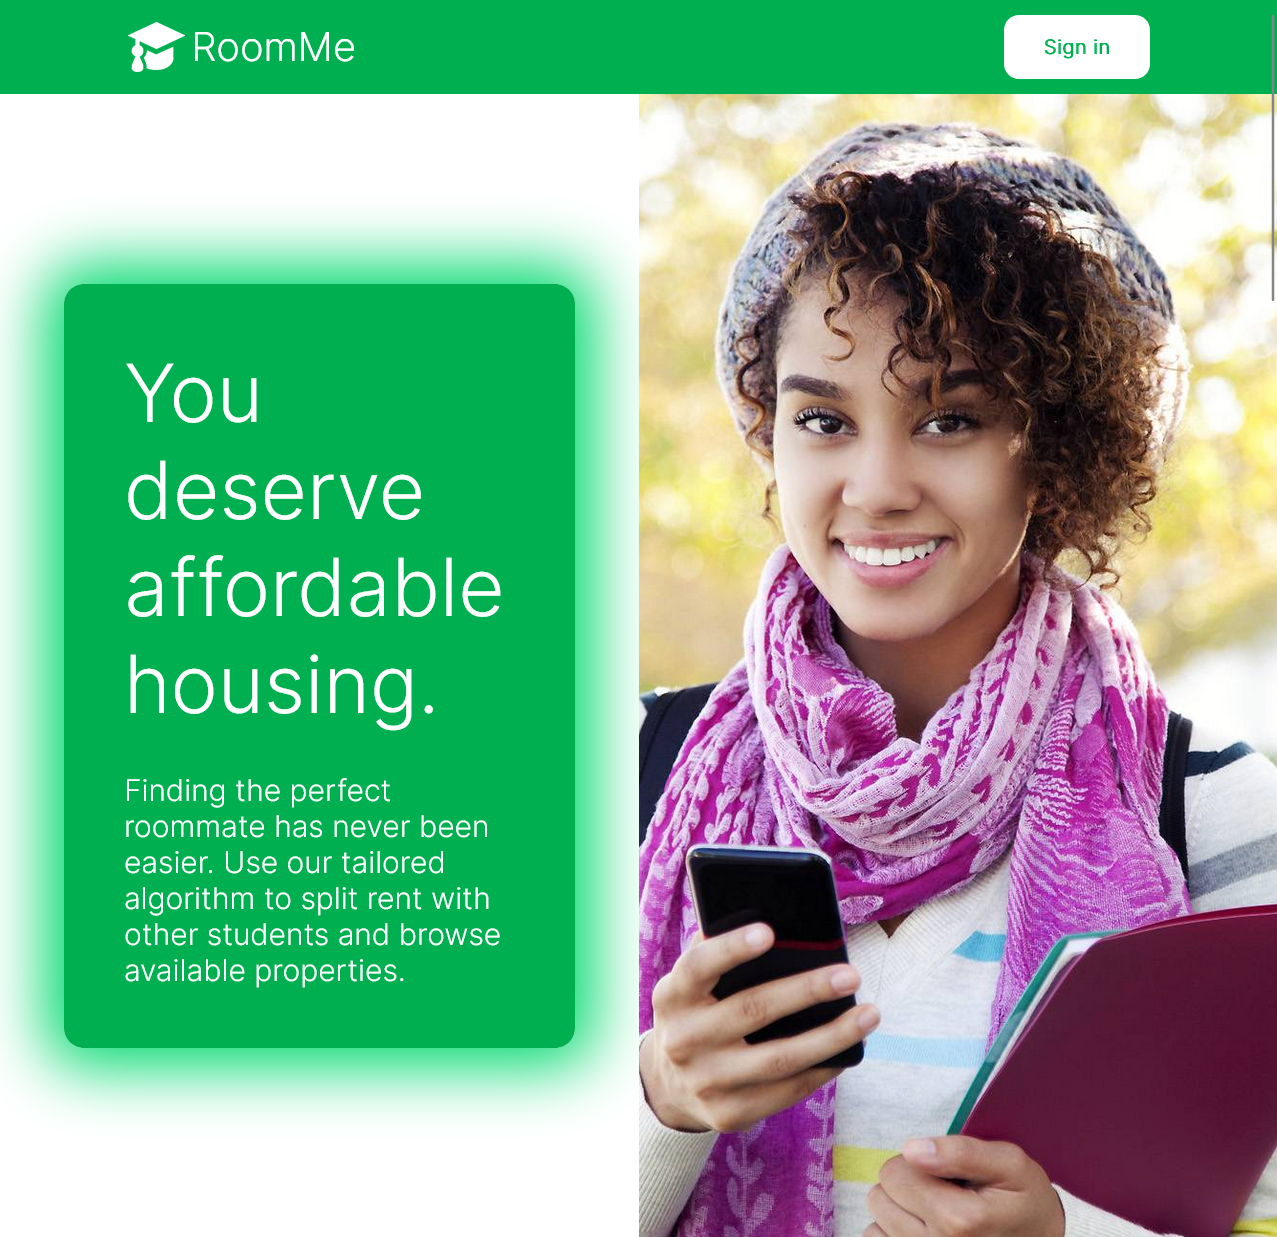 RoomMe
Sign in
You
deserve
affordable
housing.
Finding the perfect
roommate has never been
easier. Use our tailored
algorithm to split rent with
other students and browse
available properties.